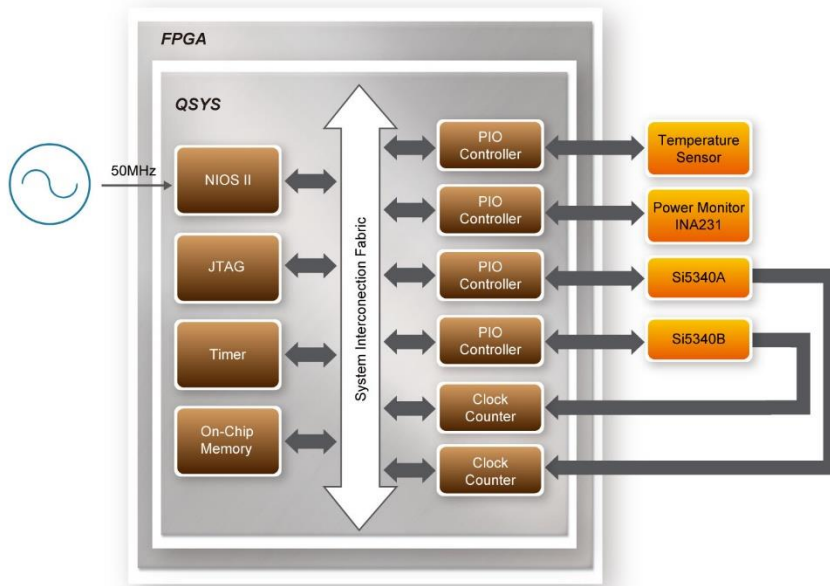 FPGA
QSYS
50MHz
NIOS II
JTAG
Timer
On-Chip
Memory
System Interconection Fabric
PIO
Controller
PIO
Controller
PIO
Controller
PIO
Controller
Clock
Counter
Clock
Counter
Temperature
Sensor
Power Monitor
INA231
Si5340A
Si5340B